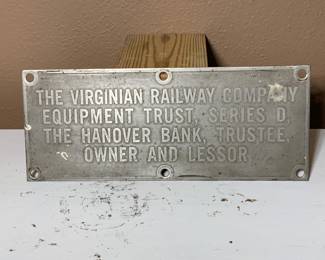 THE VIRGINIAN RAILWAY COMPANY
EQUIPMENT TRUST, SERIES D,
THE HANOVER BANK, TRUSTEE,
OWNER AND LESSOR